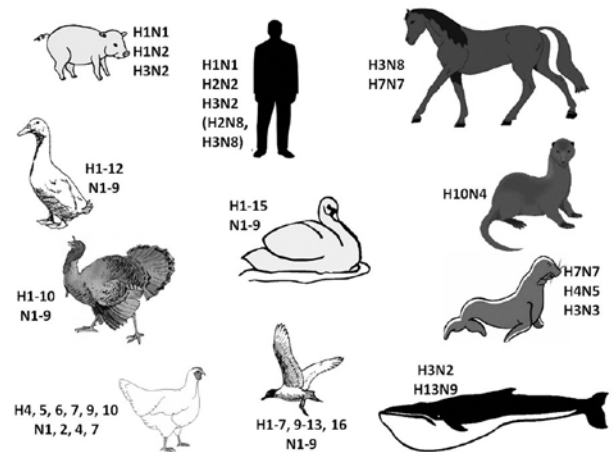 H1N1
H1N2
H3N2
H1N1
H2N2
H3N2
(H2N8,
H3N8)
H3N8
H7N7
H1-12
N1-9
H1-15
N1-9
H10N4
H1-10
N1-9
H7N7
H4N5
H3N3
H4, 5, 6, 7, 9, 10
N1, 2, 4, 7
H1-7, 9-13, 16
N1-9
H3N2
H13N9